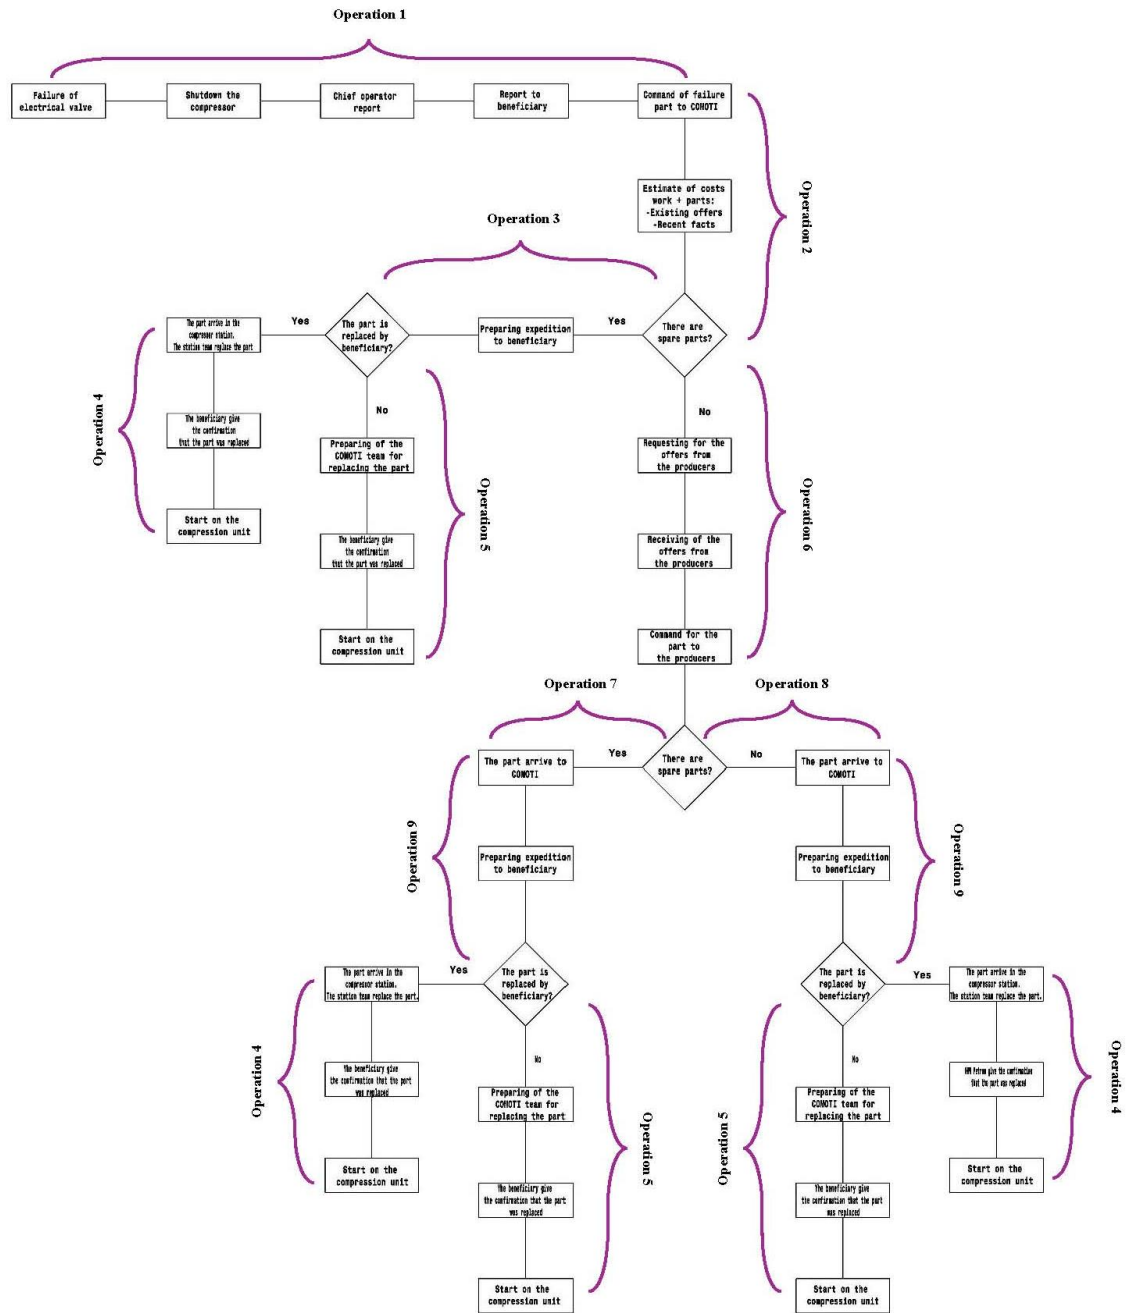 Operation 1
Failure of
electrical valve
Shutdown the
compressor
Chief operator
report
Report to
beneficiary
Command of failure
part to COMOTI
Operation 2
Estimate of costs
work + parts:
-Existing offers
-Recent facts
Operation 3
The part arrive in the
compressor station.
The station team replace the part
Yes
The part is
replaced by
beneficiary?
Preparing expedition
to beneficiary
Yes
There are
spare parts?
Operation 4
No
No
The beneficiary give
the confirmation
that the part was replaced
Preparing of the
COMOTI team for
replacing the part
Requesting for the
offers from
the producers
Operation 5
Operation 6
Start on the
compression unit
The beneficiary give
the confirmation
that the part was replaced
Receiving of the
offers from
the producers
Start on the
compression unit
Command for the
part to
the producers
Operation 7
Operation 8
The part arrive to
COMOTI
Yes
There are
spare parts?
No
The part arrive to
COMOTI
Operation 9
Operation 9
Preparing expedition
to beneficiary
Preparing expedition
to beneficiary
The part arrive in the
compressor station.
The station team replace the part.
Yes
The part is
replaced by
beneficiary?
The part is
replaced by
beneficiary?
Yes
The part arrive in the
compressor station.
The station team replace the part.
Operation 4
No
No
Operation 4
The beneficiary give
the confirmation that the part
was replaced
Preparing of the
COMOTI team for
replacing the part
Operation 5
Operation 5
Preparing of the
COMOTI team for
replacing the part
give the confirmation
that the part was replaced
Start on the
compression unit
The beneficiary give
the confirmation that the part
was replaced
The beneficiary give
the confirmation that the part
was replaced
Start on the
compression unit
Start on the
compression unit
Start on the
compression unit